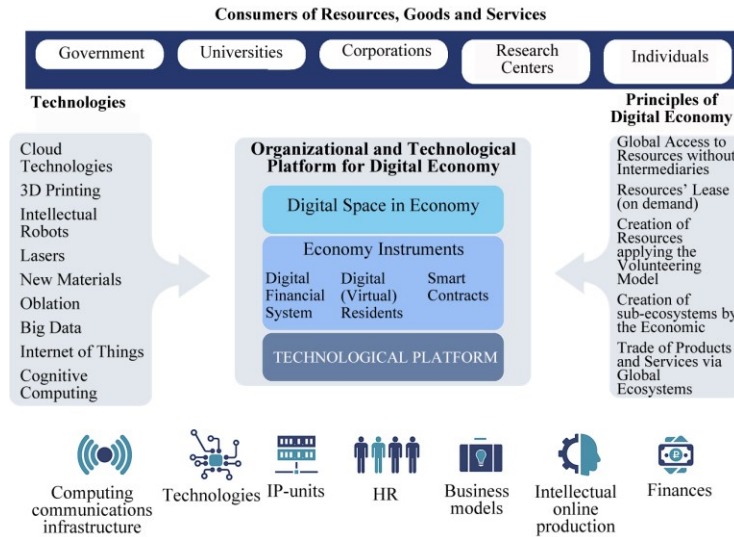 Consumers of Resources, Goods and Services
Government
Universities
Corporations
Research
Centers
Individuals
Technologies
Cloud
Technologies
3D Printing
Intellectual
Robots
Lasers
New Materials
Oblation
Big Data
Internet of Things
Cognitive
Computing
Organizational and Technological
Platform for Digital Economy
Digital Space in Economy
Economy Instruments
Digital
Financial
System
Digital
(Virtual)
Residents
Smart
Contracts
TECHNOLOGICAL PLATFORM
Principles of
Digital Economy
Global Access to
Resources without
Intermediaries
Resources' Lease
(on demand)
Creation of
Resources
applying the
Volunteering
Model
Creation of
sub-ecosystems by
the Economic
Trade of Products
and Services via
Global
Ecosystems
Computing
communications
infrastructure
Technologies
IP-units
HR
Business
models
Intellectual
online
production
Finances